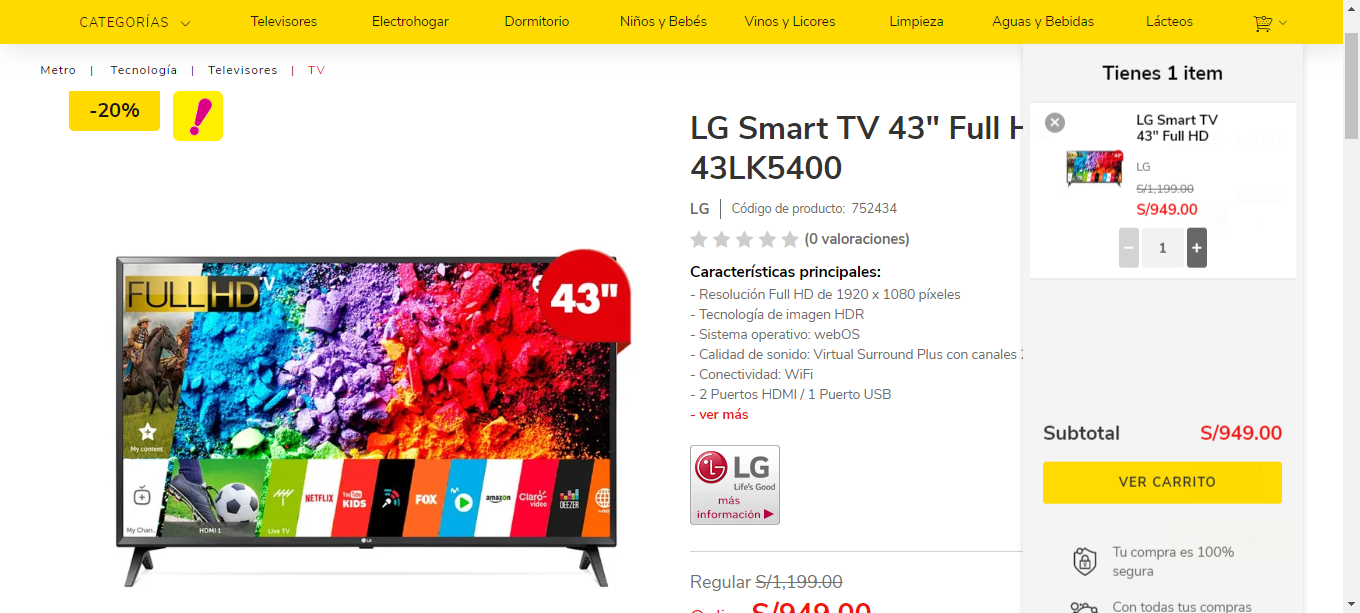 CATEGORÍAS
Televisores
Electrohogar
Dormitorio
Niños y Bebés
Vinos y Licores
Limpieza
Aguas y Bebidas
Lácteos
Metro | Tecnología | Televisores | TV
-20%
LG Smart TV 43" Full H
43LK5400
LG | Código de producto: 752434
(0 valoraciones)
Características principales:
- Resolución Full HD de 1920 x 1080 píxeles
- Tecnología de imagen HDR
- Sistema operativo: webOS
- Calidad de sonido: Virtual Surround Plus con canales
- Conectividad: WiFi
- 2 Puertos HDMI / 1 Puerto USB
- ver más
LG
Life's Good
más
información
Regular S/1,199.00
S/949.00
FULL HD TV
43"
My content
My Chan.
HDMI 1
Live TV
NETFLIX
YouTube
KIDS
FOX
amazon
Claro
video
DEEZER
LG
Tienes 1 item
LG Smart TV
43" Full HD
43"
LG
S/1,199.00
S/949.00
− 1 +
Subtotal S/949.00
VER CARRITO
Tu compra es 100%
segura
Con todas tus compras